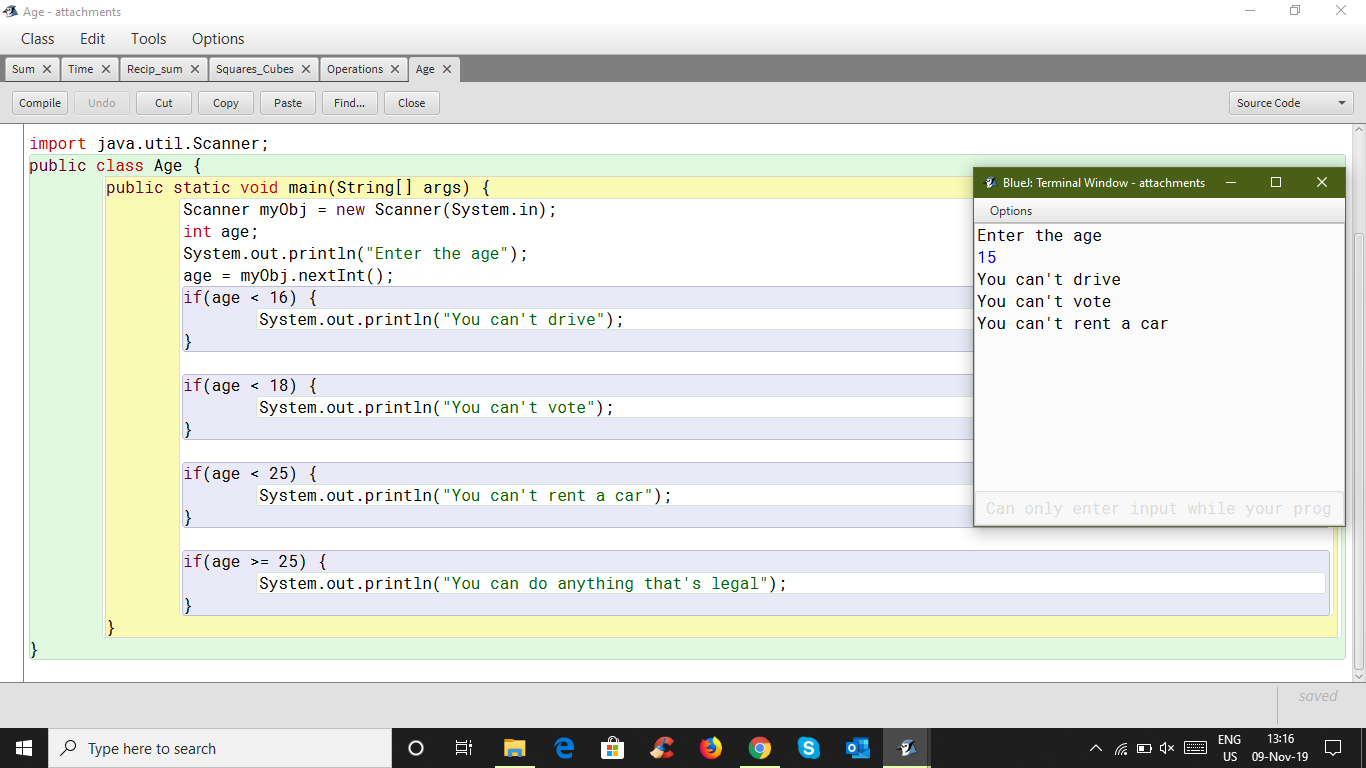 Age - attachments
Class Edit Tools Options
Sum Time Recip_sum Squares_Cubes Operations Age
Compile Undo Cut Copy Paste Find... Close Source Code
import java.util.Scanner;
public class Age {
public static void main(String[] args) {
Scanner myObj = new Scanner(System.in);
int age;
System.out.println("Enter the age");
age = myObj.nextInt();
if(age < 16) {
System.out.println("You can't drive");
}
if(age < 18) {
System.out.println("You can't vote");
}
if(age < 25) {
System.out.println("You can't rent a car");
}
if(age >= 25) {
System.out.println("You can do anything that's legal");
}
}
}
BlueJ: Terminal Window - attachments
Options
Enter the age
15
You can't drive
You can't vote
You can't rent a car
Can only enter input while your prog
saved
Type here to search
ENG
US
13:16
09-Nov-19